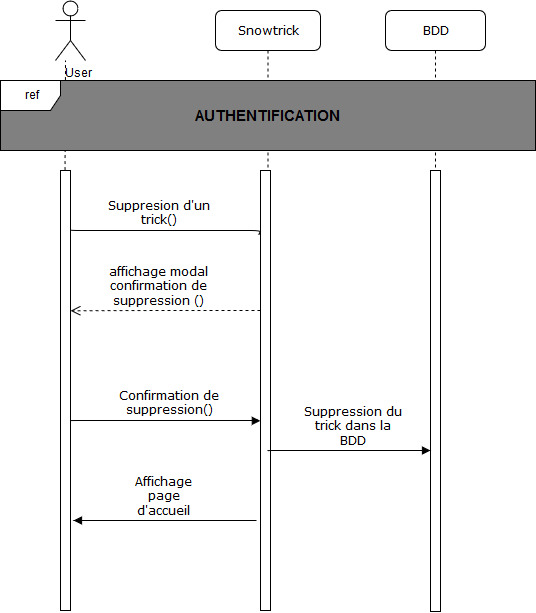 User
Snowtrick
BDD
ref
AUTHENTIFICATION
Suppresion d'un
trick()
affichage modal
confirmation de
suppression ()
Confirmation de
suppression()
Suppression du
trick dans la
BDD
Affichage
page
d'accueil